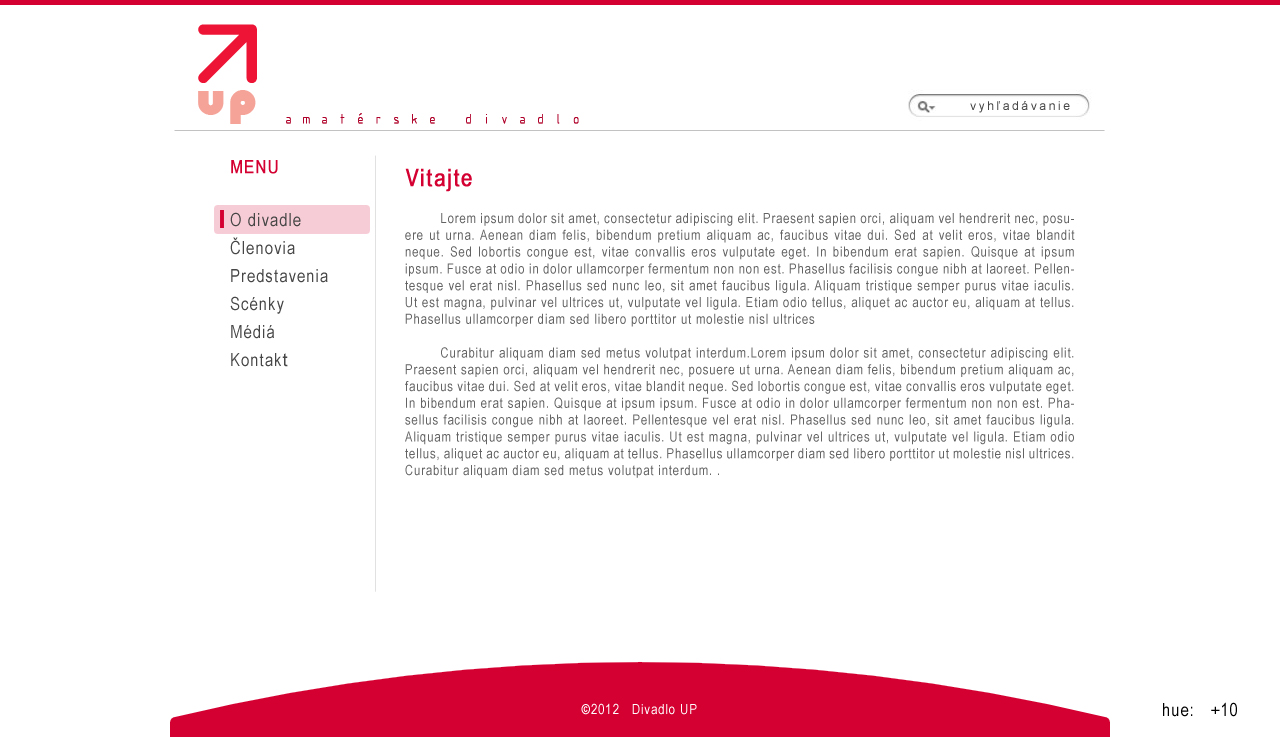 up
amatérske divadlo
vyhľadávanie
MENU
O divadle
Členovia
Predstavenia
Scénky
Médiá
Kontakt
Vitajte
Lorem ipsum dolor sit amet, consectetur adipiscing elit. Praesent sapien orci, aliquam vel hendrerit nec, posu-
ere ut urna. Aenean diam felis, bibendum pretium aliquam ac, faucibus vitae dui. Sed at velit eros, vitae blandit
neque. Sed lobortis congue est, vitae convallis eros vulputate eget. In bibendum erat sapien. Quisque at ipsum
ipsum. Fusce at odio in dolor ullamcorper fermentum non non est. Phasellus facilisis congue nibh at laoreet. Pellen-
tesque vel erat nisl. Phasellus sed nunc leo, sit amet faucibus ligula. Aliquam tristique semper purus vitae iaculis.
Ut est magna, pulvinar vel ultrices ut, vulputate vel ligula. Etiam odio tellus, aliquet ac auctor eu, aliquam at tellus.
Phasellus ullamcorper diam sed libero porttitor ut molestie nisl ultrices
Curabitur aliquam diam sed metus volutpat interdum.Lorem ipsum dolor sit amet, consectetur adipiscing elit.
Praesent sapien orci, aliquam vel hendrerit nec, posuere ut urna. Aenean diam felis, bibendum pretium aliquam ac,
faucibus vitae dui. Sed at velit eros, vitae blandit neque. Sed lobortis congue est, vitae convallis eros vulputate eget.
In bibendum erat sapien. Quisque at ipsum ipsum. Fusce at odio in dolor ullamcorper fermentum non non est. Pha-
sellus facilisis congue nibh at laoreet. Pellentesque vel erat nisl. Phasellus sed nunc leo, sit amet faucibus ligula.
Aliquam tristique semper purus vitae iaculis. Ut est magna, pulvinar vel ultrices ut, vulputate vel ligula. Etiam odio
tellus, aliquet ac auctor eu, aliquam at tellus. Phasellus ullamcorper diam sed libero porttitor ut molestie nisl ultrices.
Curabitur aliquam diam sed metus volutpat interdum. .
©2012 Divadlo UP
hue: +10